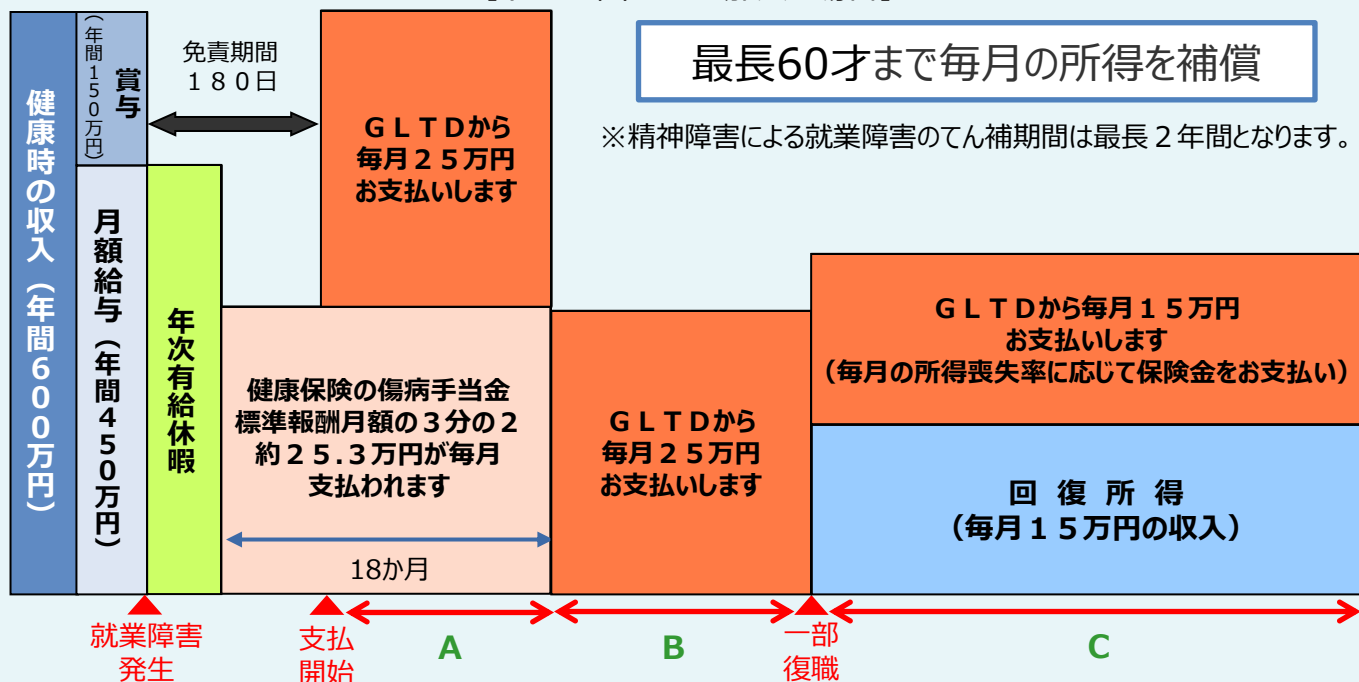 健康時の収入（年間６００万円）
賞与
（年間１５０万円）
月額給与（年間４５０万円）
免責期間
１８０日
年次有給休暇
ＧＬＴＤから
毎月２５万円
お支払いします
最長60才まで毎月の所得を補償
※精神障害による就業障害のてん補期間は最長２年間となります。
健康保険の傷病手当金
標準報酬月額の３分の２
約２５.３万円が毎月
支払われます
18か月
ＧＬＴＤから
毎月２５万円
お支払いします
ＧＬＴＤから毎月１５万円
お支払いします
（毎月の所得喪失率に応じて保険金をお支払い）
回復所得
（毎月１５万円の収入）
就業障害
発生
支払
開始
A
B
一部
復職
C